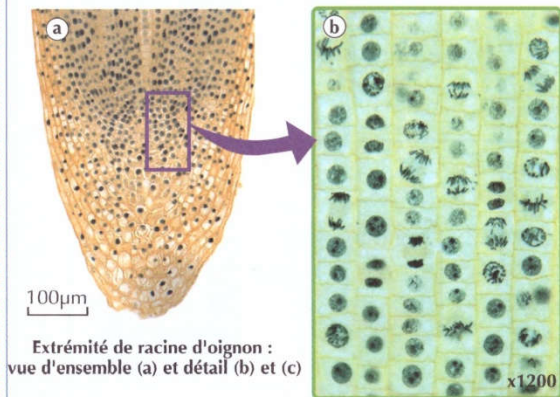 a
b
100µm
Extrémité de racine d'oignon :
vue d'ensemble (a) et détail (b) et (c)
x1200